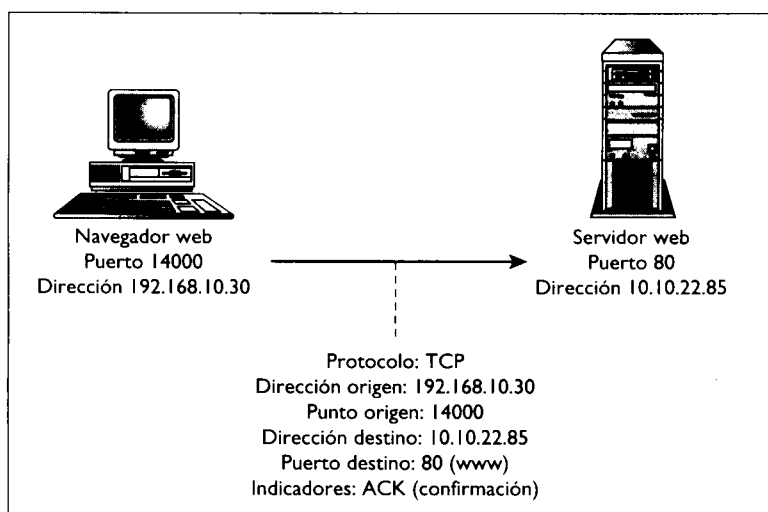 Navegador web
Puerto 14000
Dirección 192.168.10.30
Servidor web
Puerto 80
Dirección 10.10.22.85
Protocolo: TCP
Dirección origen: 192.168.10.30
Punto origen: 14000
Dirección destino: 10.10.22.85
Puerto destino: 80 (www)
Indicadores: ACK (confirmación)